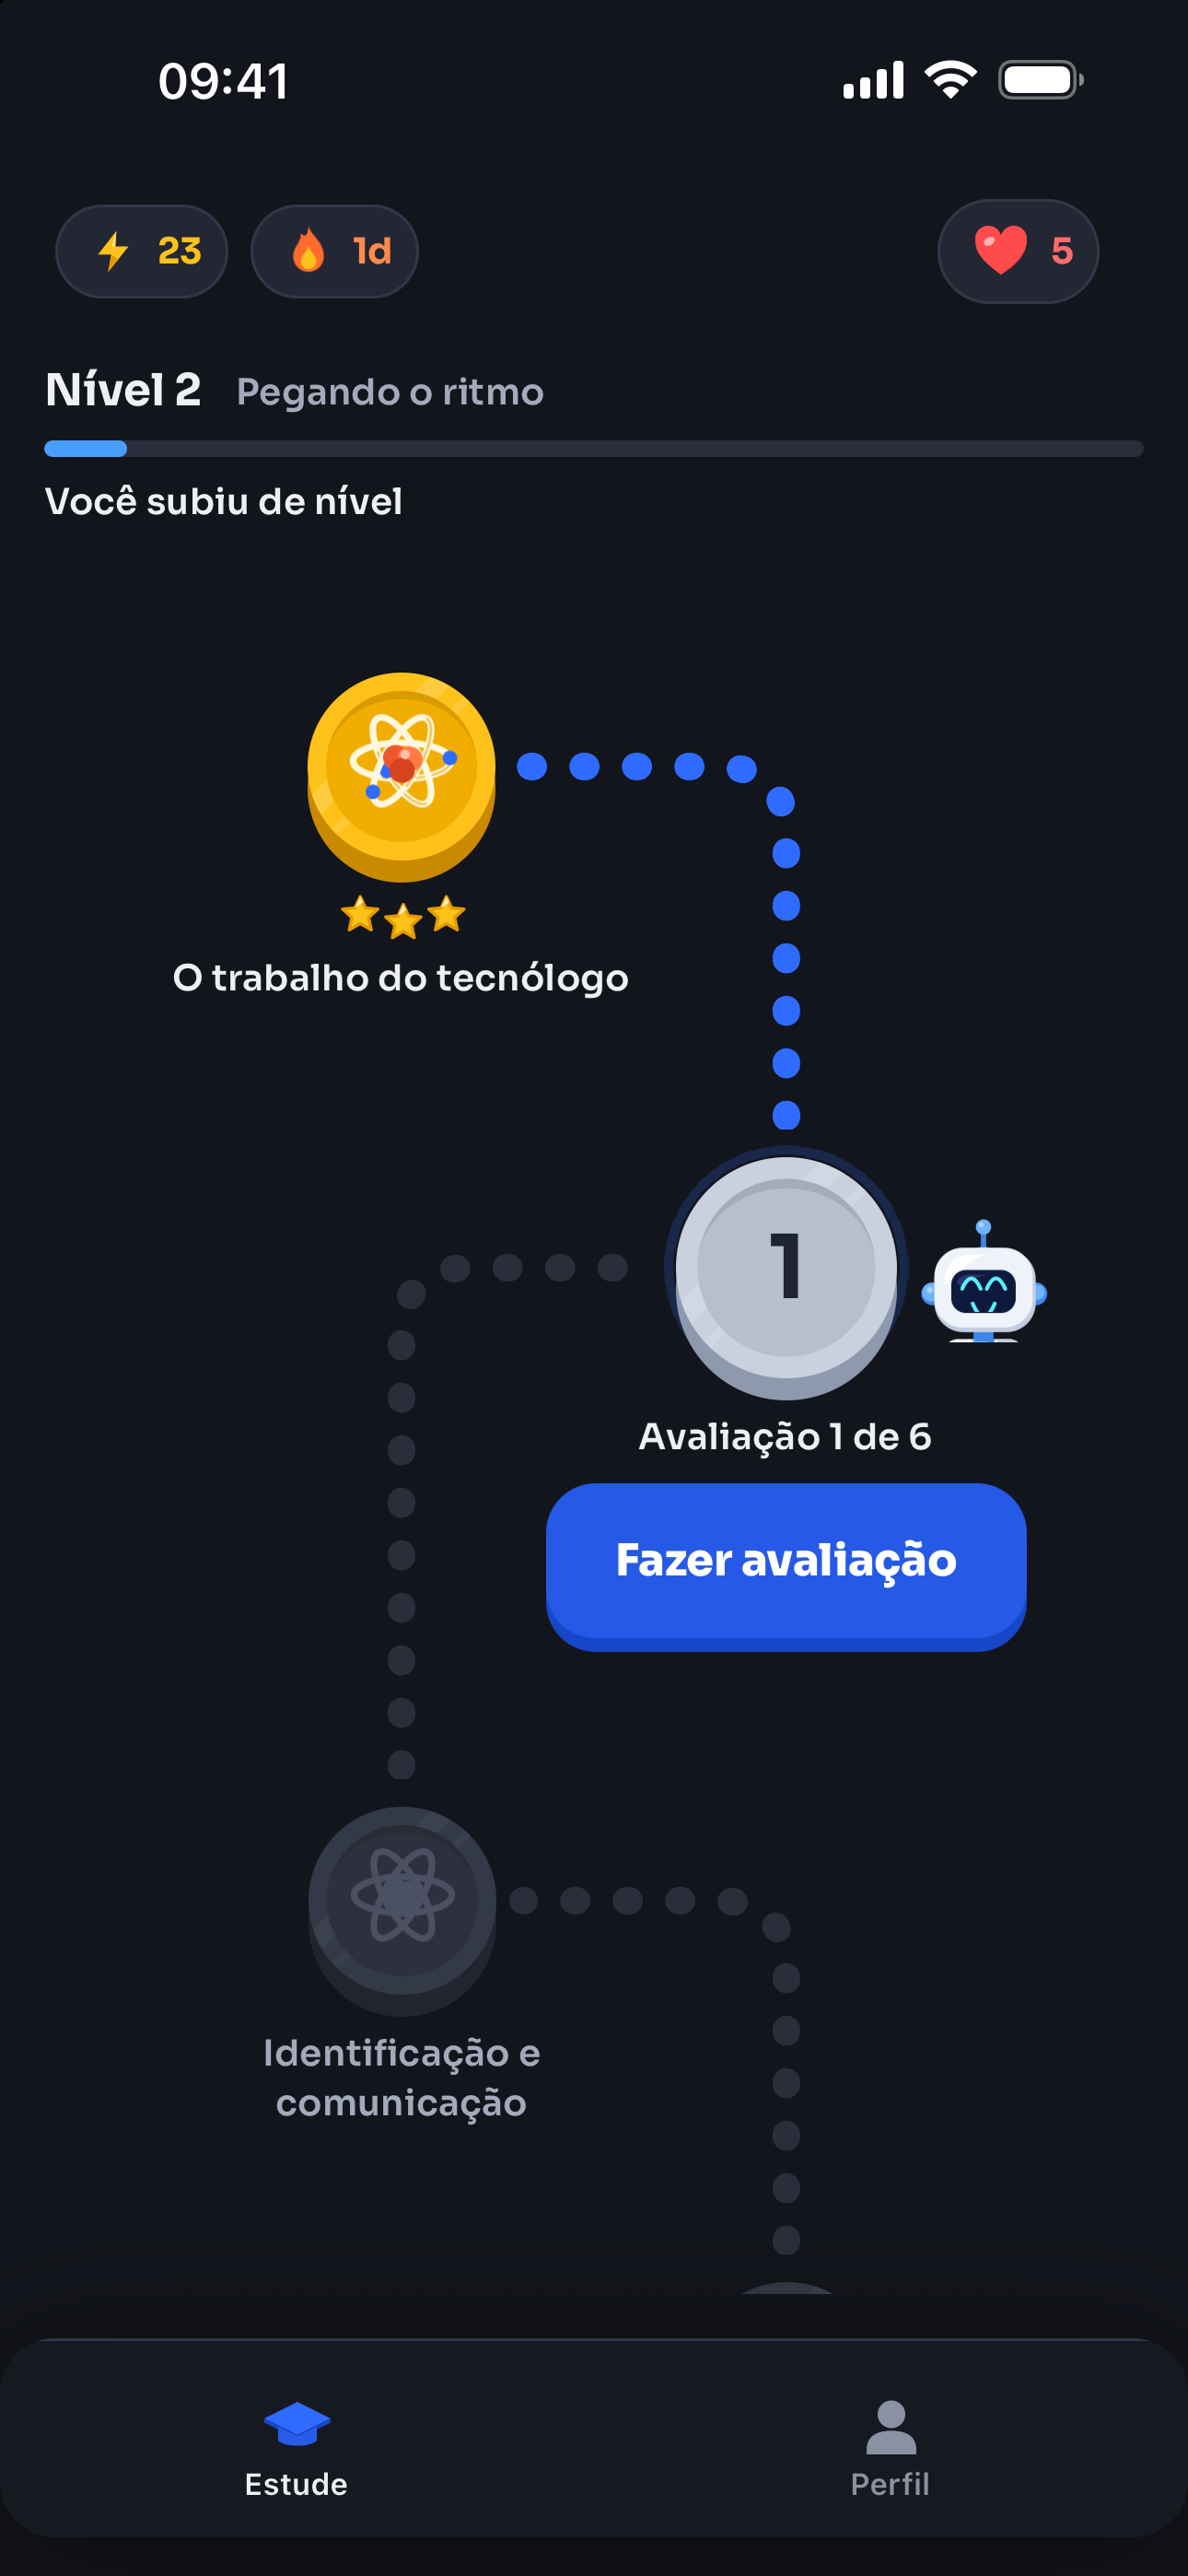 09:41
23
1d
5
Nível 2 Pegando o ritmo
Você subiu de nível
O trabalho do tecnólogo
1
Avaliação 1 de 6
Fazer avaliação
Identificação e
comunicação
Estude
Perfil